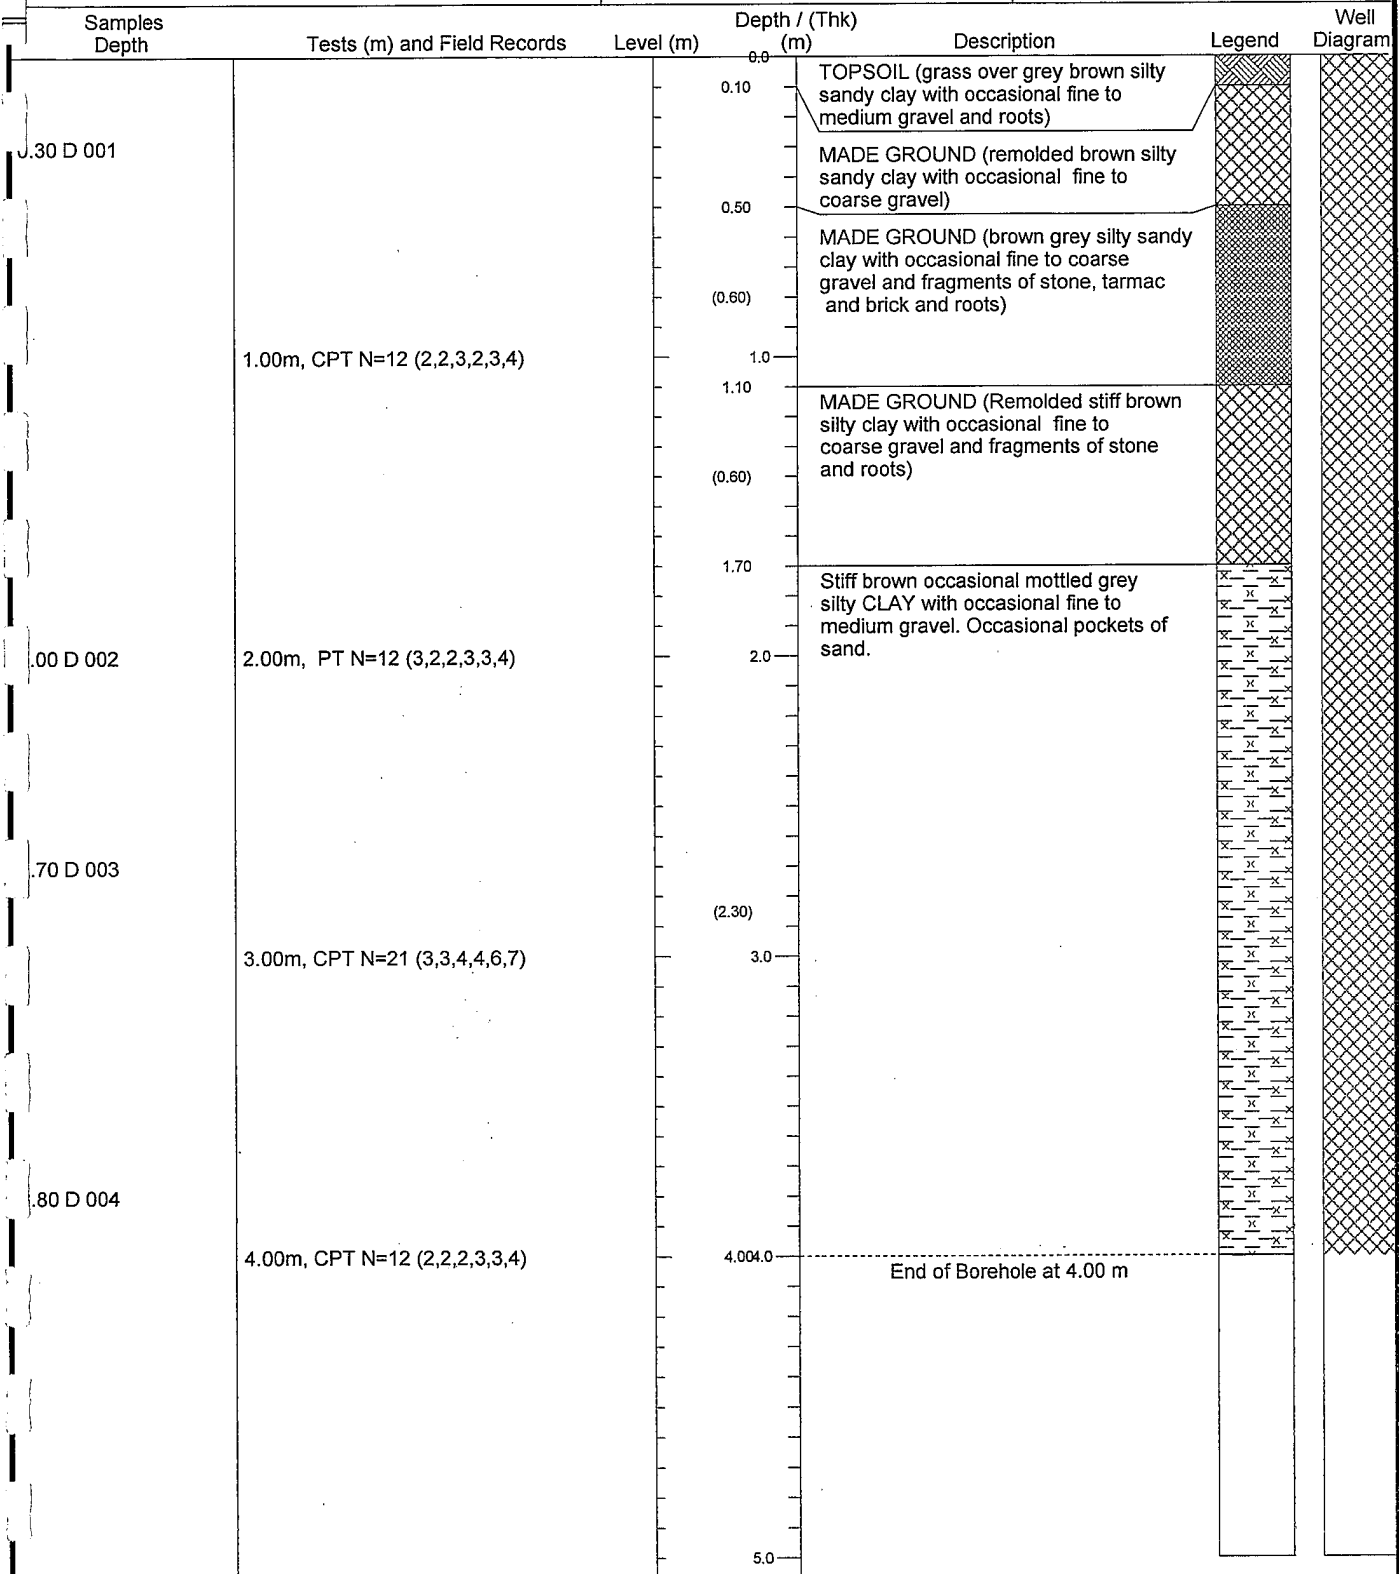 Samples Depth
Tests (m) and Field Records
Level (m)
Depth / (Thk) (m)
Description
Legend
Well Diagram
0.0
0.10
TOPSOIL (grass over grey brown silty
sandy clay with occasional fine to
medium gravel and roots)
.30 D 001
MADE GROUND (remolded brown silty
sandy clay with occasional fine to
coarse gravel)
0.50
MADE GROUND (brown grey silty sandy
clay with occasional fine to coarse
gravel and fragments of stone, tarmac
and brick and roots)
(0.60)
1.00m, CPT N=12 (2,2,3,2,3,4)
1.0
1.10
MADE GROUND (Remolded stiff brown
silty clay with occasional fine to
coarse gravel and fragments of stone
and roots)
(0.60)
1.70
Stiff brown occasional mottled grey
silty CLAY with occasional fine to
medium gravel. Occasional pockets of
sand.
.00 D 002
2.00m, PT N=12 (3,2,2,3,3,4)
2.0
.70 D 003
(2.30)
3.00m, CPT N=21 (3,3,4,4,6,7)
3.0
.80 D 004
4.00m, CPT N=12 (2,2,2,3,3,4)
4.00
4.0
End of Borehole at 4.00 m
5.0